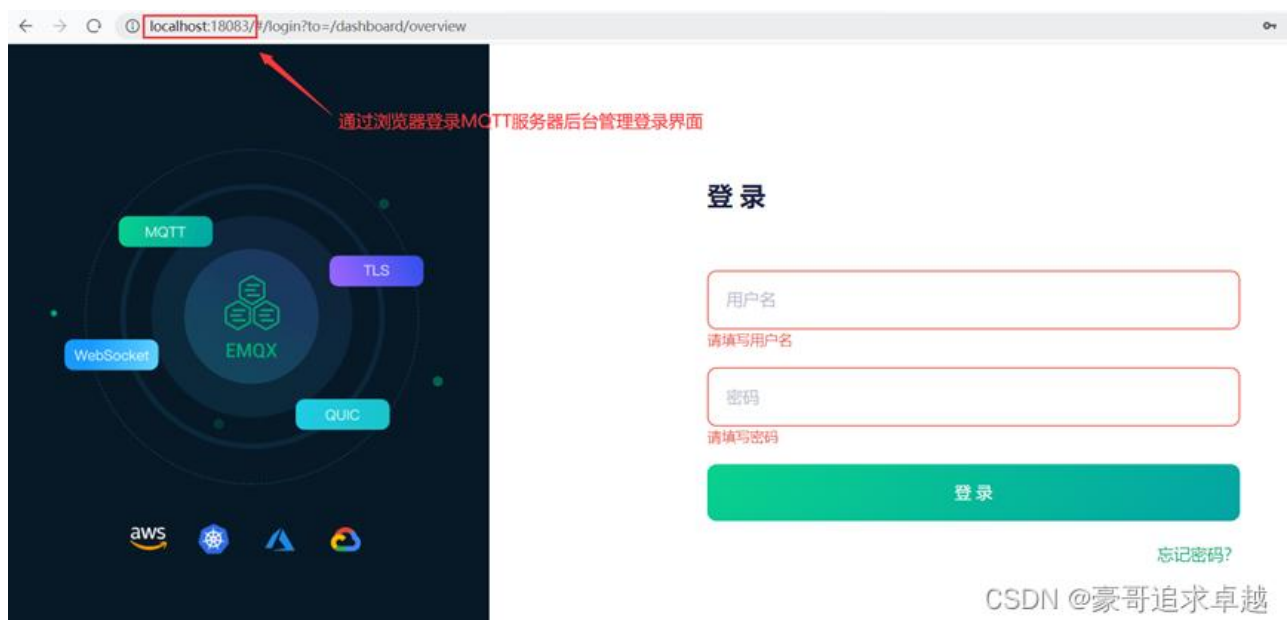 localhost:18083/#/login?to=/dashboard/overview
通过浏览器登录MQTT服务器后台管理登录界面
MQTT
TLS
EMQX
WebSocket
QUIC
aws
登录
用户名
请填写用户名
密码
请填写密码
登录
忘记密码?
CSDN @豪哥追求卓越